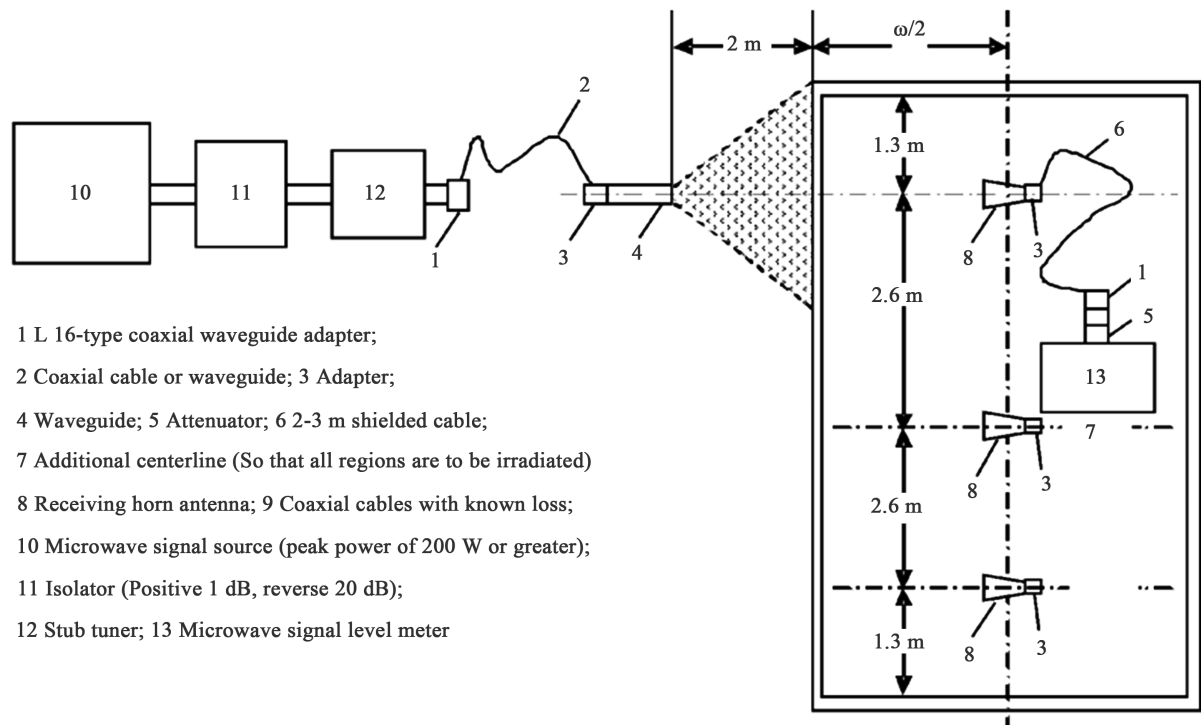 2 m
ω/2
2
6
1.3 m
10
11
12
1
3
4
8
3
1
2.6 m
5
13
7
8
3
2.6 m
8
3
1.3 m
1 L 16-type coaxial waveguide adapter;
2 Coaxial cable or waveguide; 3 Adapter;
4 Waveguide; 5 Attenuator; 6 2-3 m shielded cable;
7 Additional centerline (So that all regions are to be irradiated)
8 Receiving horn antenna; 9 Coaxial cables with known loss;
10 Microwave signal source (peak power of 200 W or greater);
11 Isolator (Positive 1 dB, reverse 20 dB);
12 Stub tuner; 13 Microwave signal level meter